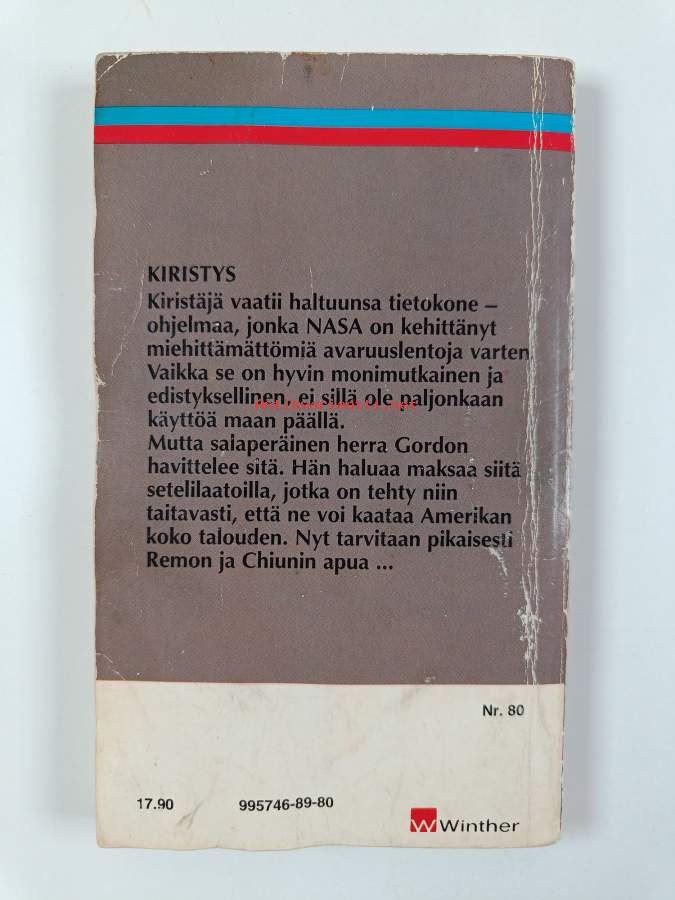 KIRISTYS
Kiristäjä vaatii haltuunsa tietokone –
ohjelmaa, jonka NASA on kehittänyt
miehittämättömiä avaruuslentoja varten.
Vaikka se on hyvin monimutkainen ja
edistyksellinen, ei sillä ole paljonkaan
käyttöä maan päällä.
Mutta salaperäinen herra Gordon
havittelee sitä. Hän haluaa maksaa siitä
setelilaatoilla, jotka on tehty niin
taitavasti, että ne voi kaataa Amerikan
koko talouden. Nyt tarvitaan pikaisesti
Remon ja Chiunin apua ...
Nr. 80
17.90 995746-89-80
Winther